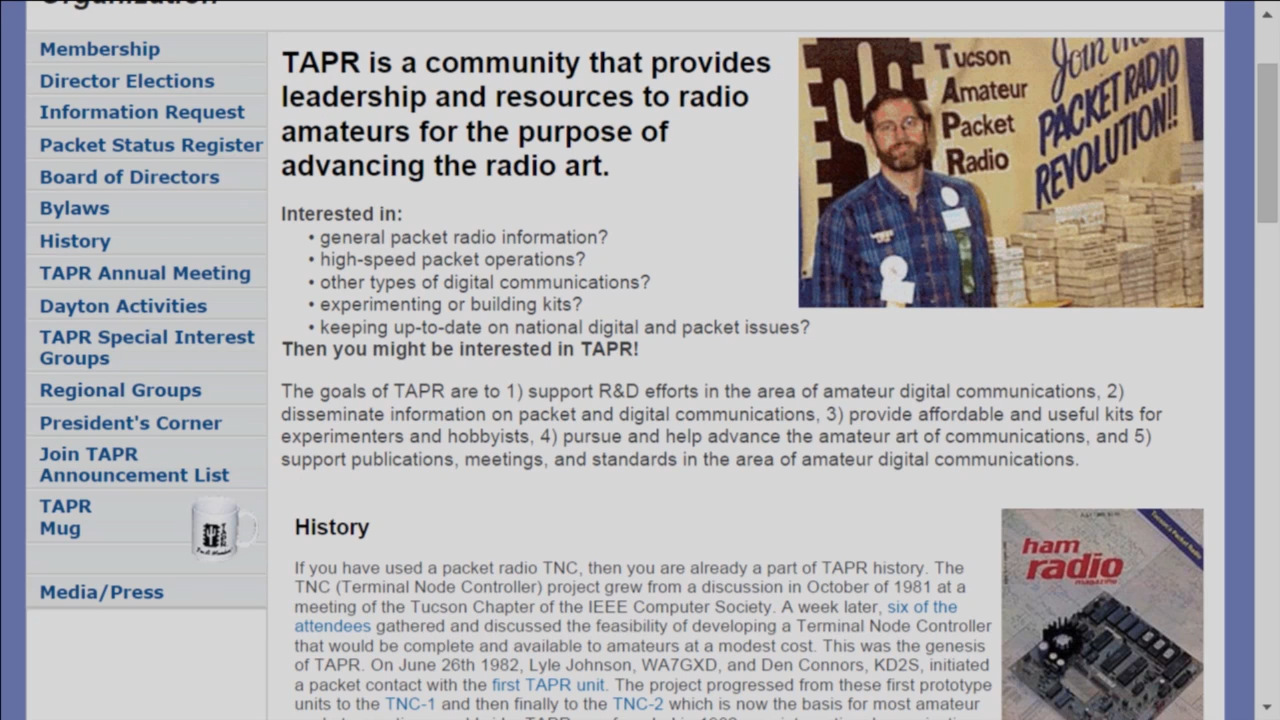 Organization
Membership
Director Elections
Information Request
Packet Status Register
Board of Directors
Bylaws
History
TAPR Annual Meeting
Dayton Activities
TAPR Special Interest
Groups
Regional Groups
President's Corner
Join TAPR
Announcement List
TAPR
Mug
Media/Press
TAPR is a community that provides
leadership and resources to radio
amateurs for the purpose of
advancing the radio art.
Interested in:
• general packet radio information?
• high-speed packet operations?
• other types of digital communications?
• experimenting or building kits?
• keeping up-to-date on national digital and packet issues?
Then you might be interested in TAPR!
Tucson
Amateur
Packet
Radio
Join the
PACKET RADIO
REVOLUTION!!
The goals of TAPR are to 1) support R&D efforts in the area of amateur digital communications, 2)
disseminate information on packet and digital communications, 3) provide affordable and useful kits for
experimenters and hobbyists, 4) pursue and help advance the amateur art of communications, and 5)
support publications, meetings, and standards in the area of amateur digital communications.
History
If you have used a packet radio TNC, then you are already a part of TAPR history. The
TNC (Terminal Node Controller) project grew from a discussion in October of 1981 at a
meeting of the Tucson Chapter of the IEEE Computer Society. A week later, six of the
attendees gathered and discussed the feasibility of developing a Terminal Node Controller
that would be complete and available to amateurs at a modest cost. This was the genesis
of TAPR. On June 26th 1982, Lyle Johnson, WA7GXD, and Den Connors, KD2S, initiated
a packet contact with the first TAPR unit. The project progressed from these first prototype
units to the TNC-1 and then finally to the TNC-2 which is now the basis for most amateur
ham
radio
magazine